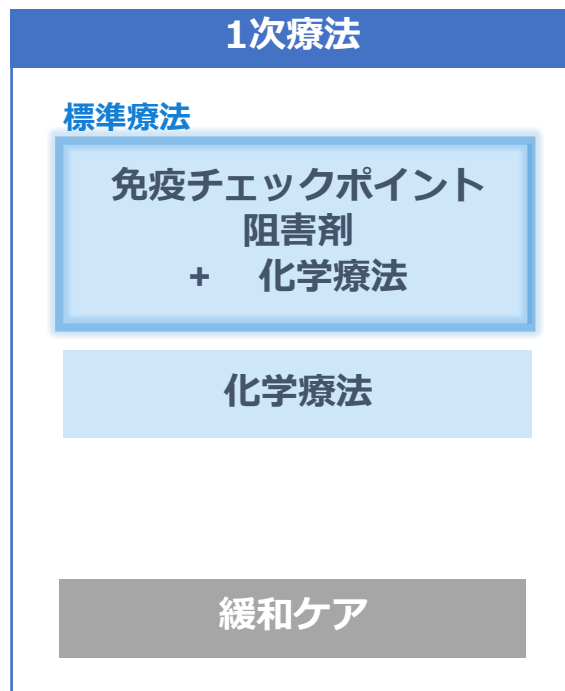 1次療法
標準療法
免疫チェックポイント
阻害剤
+ 化学療法
化学療法
緩和ケア